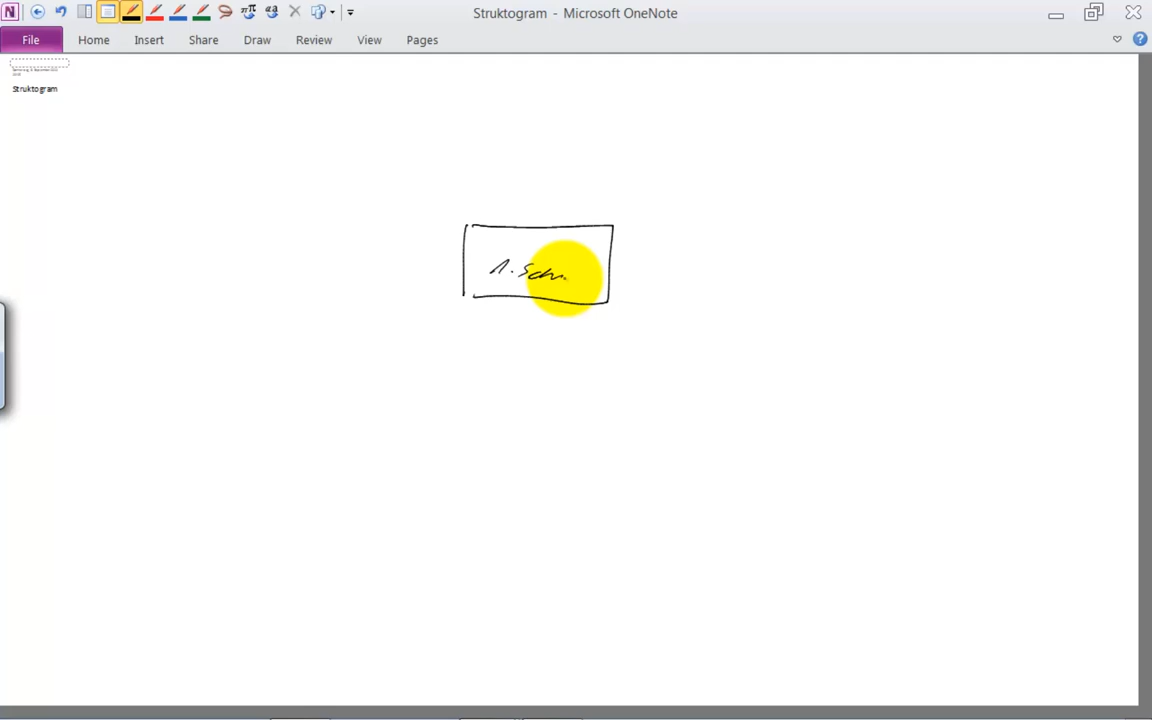 Struktogram - Microsoft OneNote
File Home Insert Share Draw Review View Pages
Struktogram
1. Sch